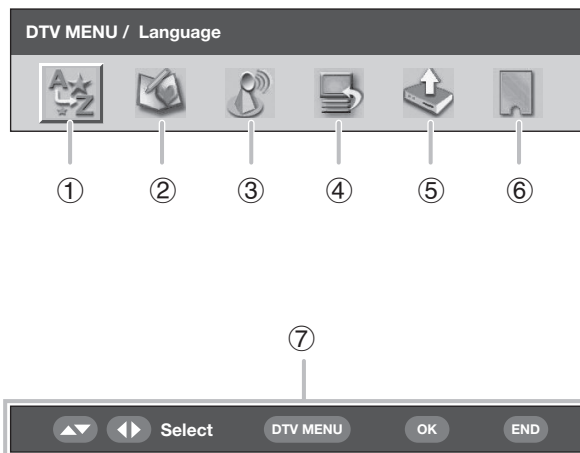 DTV MENU / Language
A Z
① ② ③ ④ ⑤ ⑥
⑦
Select DTV MENU OK END